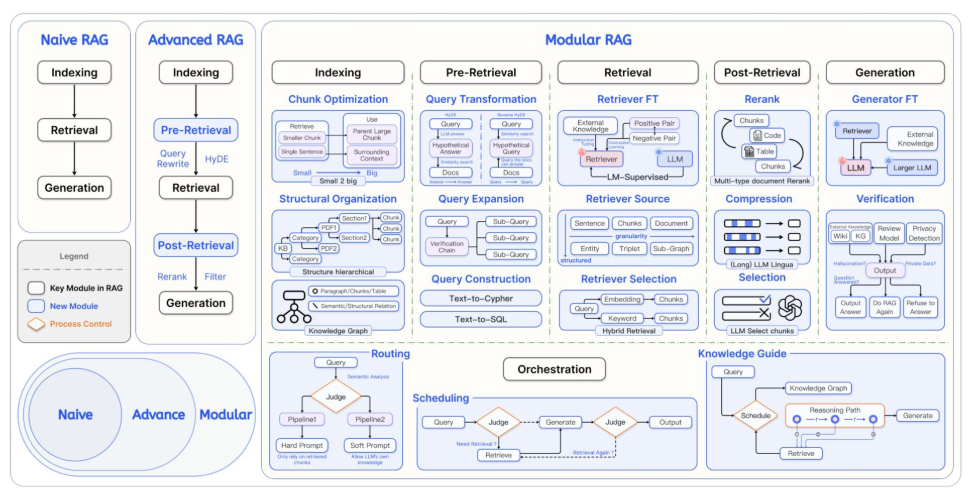 Naive RAG
Indexing
Retrieval
Generation
Legend
Key Module in RAG
New Module
Process Control
Advanced RAG
Indexing
Pre-Retrieval
Query
Rewrite
HyDE
Retrieval
Post-Retrieval
Rerank
Filter
Generation
Naive
Advance
Modular
Modular RAG
Indexing
Chunk Optimization
Retrieve
Smaller Chunk
Single Sentence
Use
Parent Large
Chunk
Surrounding
Context
Small
Big
Small 2 big
Structural Organization
KB
Category
Category
PDF1
PDF2
Section1
Section2
Chunk
Chunk
Chunk
Structure hierarchical
Paragraph/Chunks/Table
Semantic/Structural Relation
Knowledge Graph
Pre-Retrieval
Query Transformation
HyDE
Query
LLM answer
Hypothetical
Answer
Similarity search
Docs
Answer
Answer
Reverse HyDE
Query
Similarity search
Hypothetical
Query
Query the docs
can answer
Docs
Query
Query
Query Expansion
Query
Verification
Chain
Sub-Query
Sub-Query
Sub-Query
Query Construction
Text-to-Cypher
Text-to-SQL
Retrieval
Retriever FT
External
Knowledge
Positive Pair
Negative Pair
Instruction
Tuning
Contrastive
Learning
Retriever
LLM
LM-Supervised
Retriever Source
Sentence
Chunks
Document
granularity
Entity
Triplet
Sub-Graph
structured
Retriever Selection
Query
Embedding
Chunks
Keyword
Chunks
Hybrid Retrieval
Post-Retrieval
Rerank
Chunks
Code
Table
Chunks
Multi-type document Rerank
Compression
(Long) LLM Lingua
Selection
LLM Select chunks
Generation
Generator FT
Retriever
External
Knowledge
LLM
Larger LLM
Verification
External Knowledge
Wiki
KG
Review
Model
Privacy
Detection
Hallucination?
Private Data?
Output
Question
Answered?
Output
Answer
Do RAG
Again
Refuse to
Answer
Orchestration
Routing
Query
Semantic Analysis
Judge
Pipeline1
Pipeline2
Hard Prompt
Soft Prompt
Only rely on retrieved
chunks
Allow LLM's own
knowledge
Scheduling
Query
Judge
Generate
Judge
Output
Need Retrieval ?
Retrieve
Retrieval Again ?
Knowledge Guide
Query
Knowledge Graph
Schedule
Reasoning Path
Generate
Retrieve